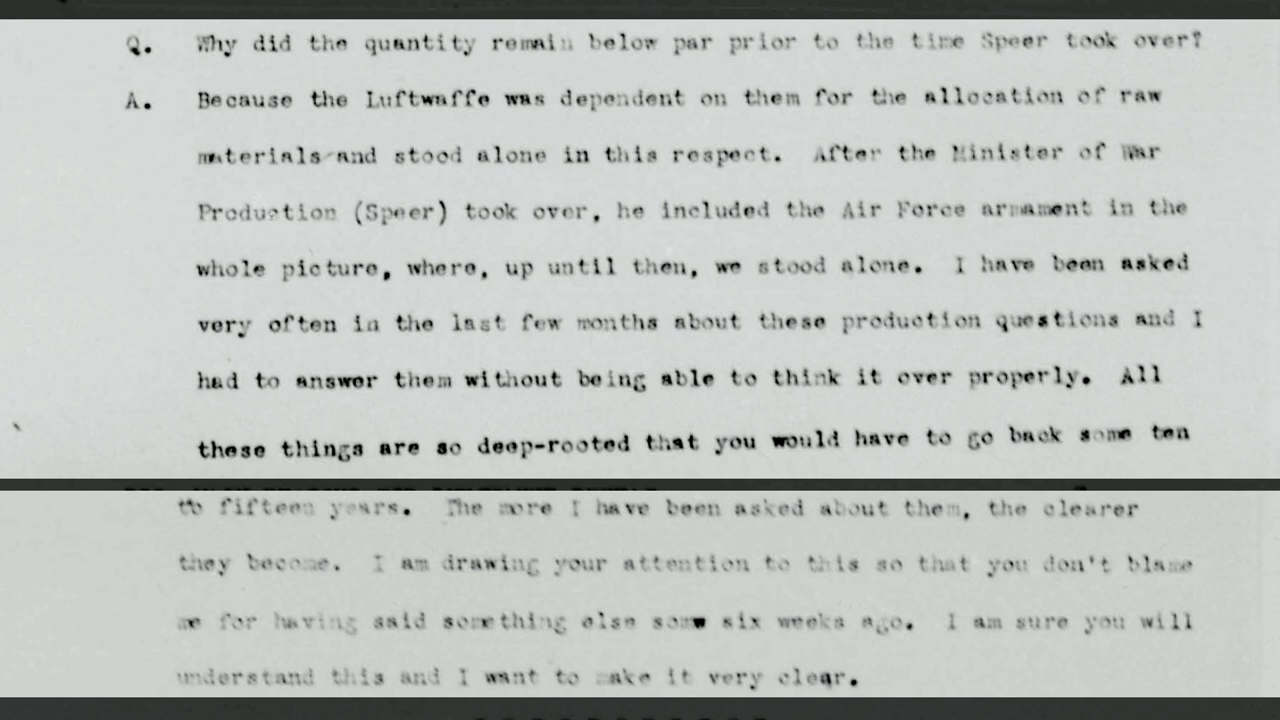 Q. Why did the quantity remain below par prior to the time Speer took over?
A. Because the Luftwaffe was dependent on them for the allocation of raw
materials and stood alone in this respect. After the Minister of War
Production (Speer) took over, he included the Air Force armament in the
whole picture, where, up until then, we stood alone. I have been asked
very often in the last few months about these production questions and I
had to answer them without being able to think it over properly. All
these things are so deep-rooted that you would have to go back some ten
to fifteen years. The more I have been asked about them, the clearer
they become. I am drawing your attention to this so that you don't blame
me for having said something else some six weeks ago. I am sure you will
understand this and I want to make it very clear.